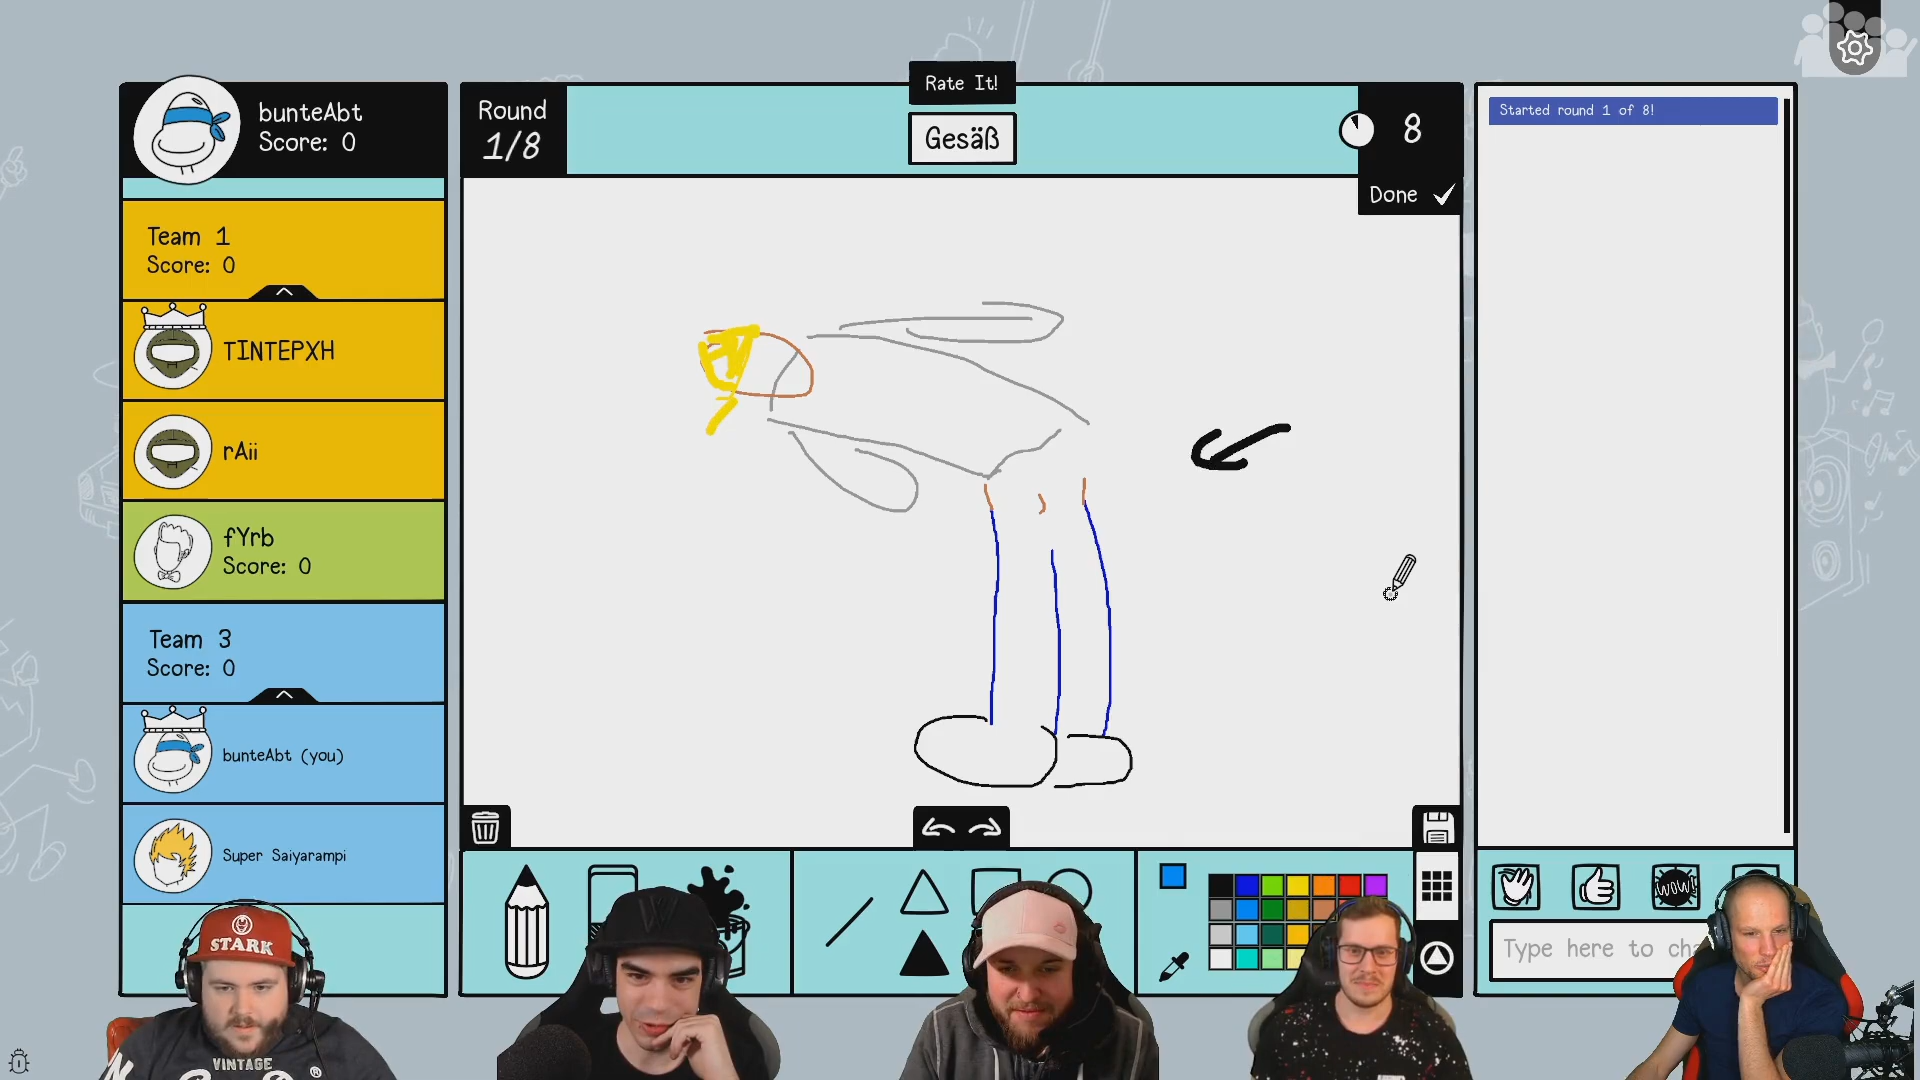 bunteAbt
Score: 0
Team 1
Score: 0
TINTEPXH
rAii
fYrb
Score: 0
Team 3
Score: 0
bunteAbt (you)
Super Saiyarampi
Round
1/8
Rate It!
Gesäß
8
Done
Started round 1 of 8!
WOW!
Type here to cha
STARK
VINTAGE